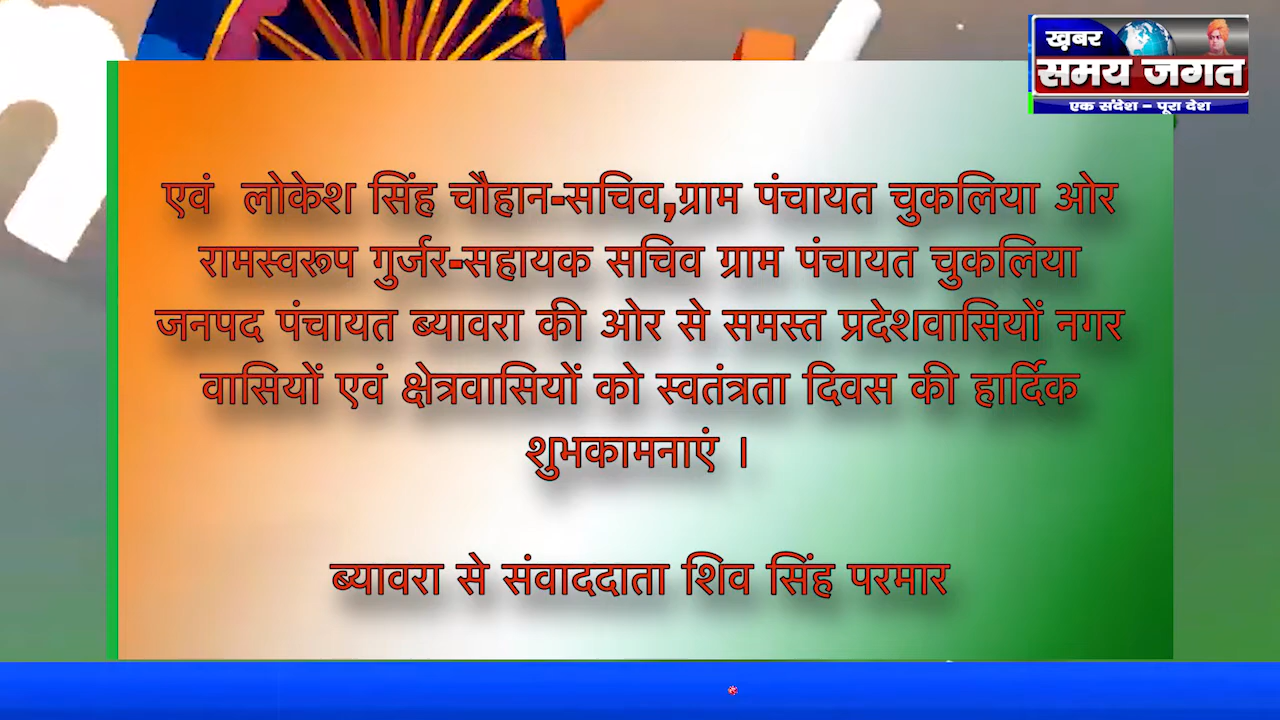 ख़बर
समय जगत
एक संदेश - पूरा देश
एवं लोकेश सिंह चौहान-सचिव,ग्राम पंचायत चुकलिया ओर
रामस्वरूप गुर्जर-सहायक सचिव ग्राम पंचायत चुकलिया
जनपद पंचायत ब्यावरा की ओर से समस्त प्रदेशवासियों नगर
वासियों एवं क्षेत्रवासियों को स्वतंत्रता दिवस की हार्दिक
शुभकामनाएं ।
ब्यावरा से संवाददाता शिव सिंह परमार